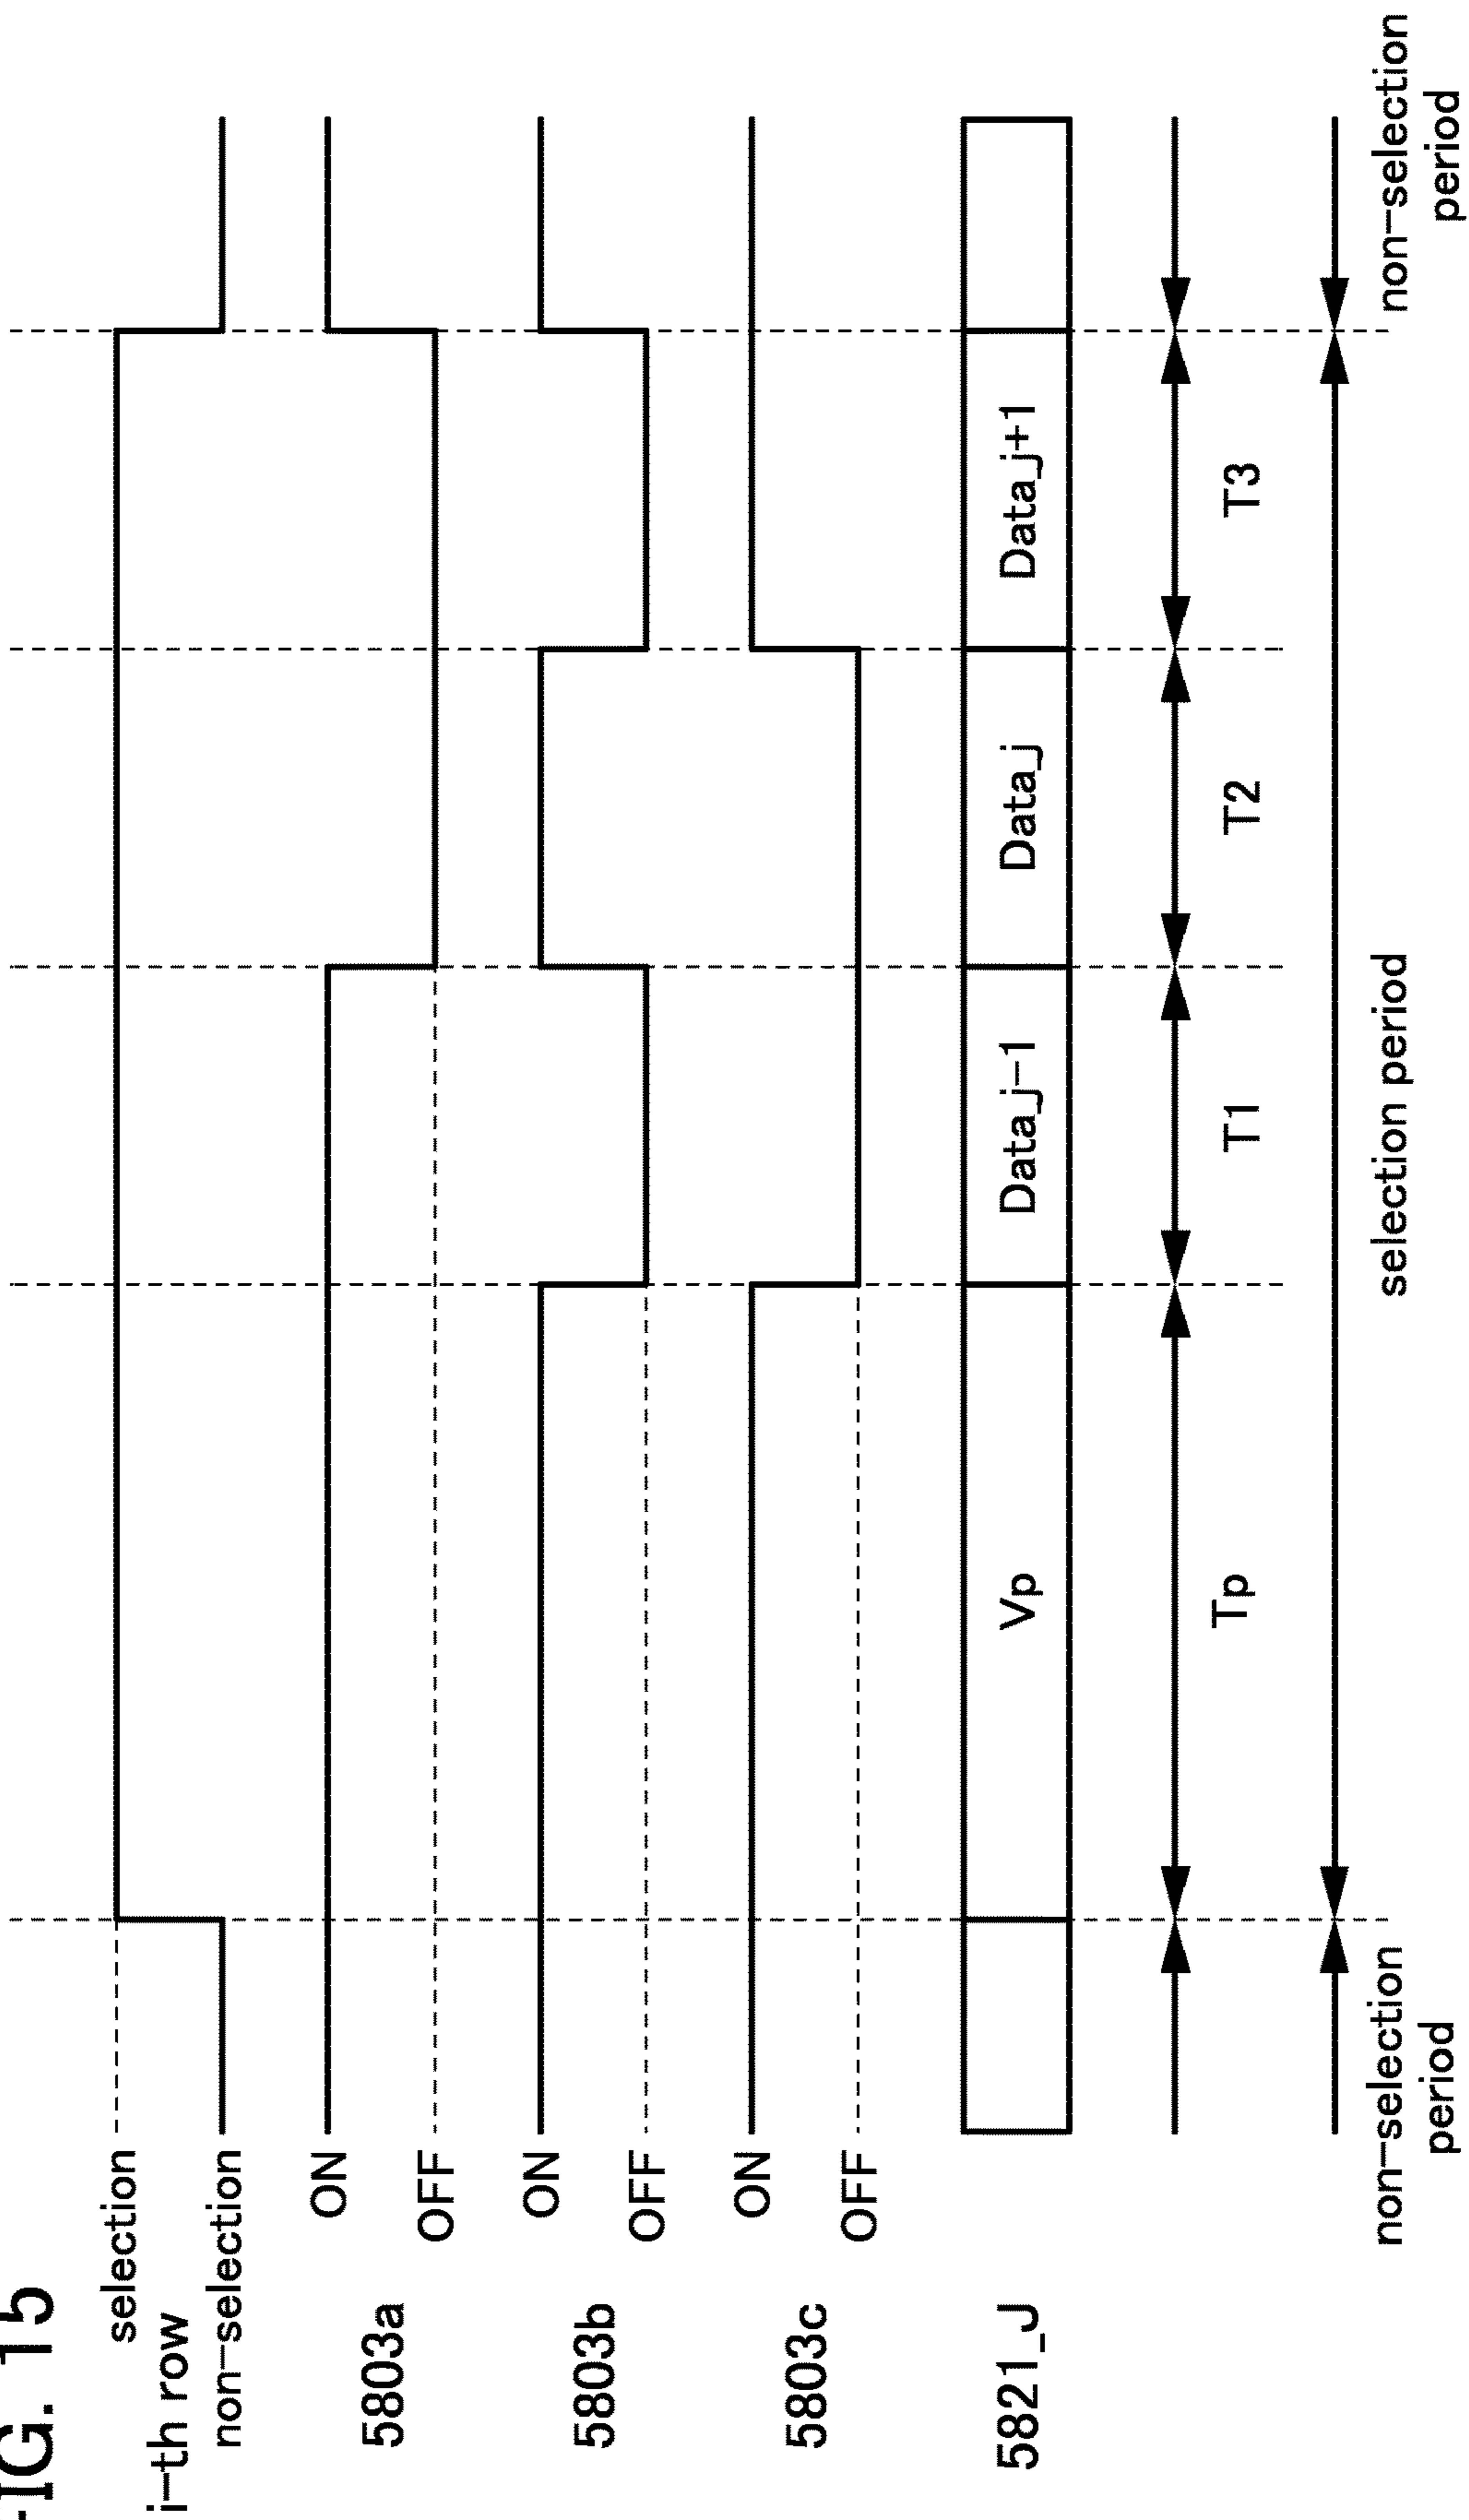 FIG. 15
selection
i-th row
non-selection
5803a
ON
OFF
5803b
ON
OFF
5803c
ON
OFF
5821_J
Vp
Data_j-1
Data_j
Data_j+1
Tp
T1
T2
T3
non-selection
period
selection period
non-selection
period